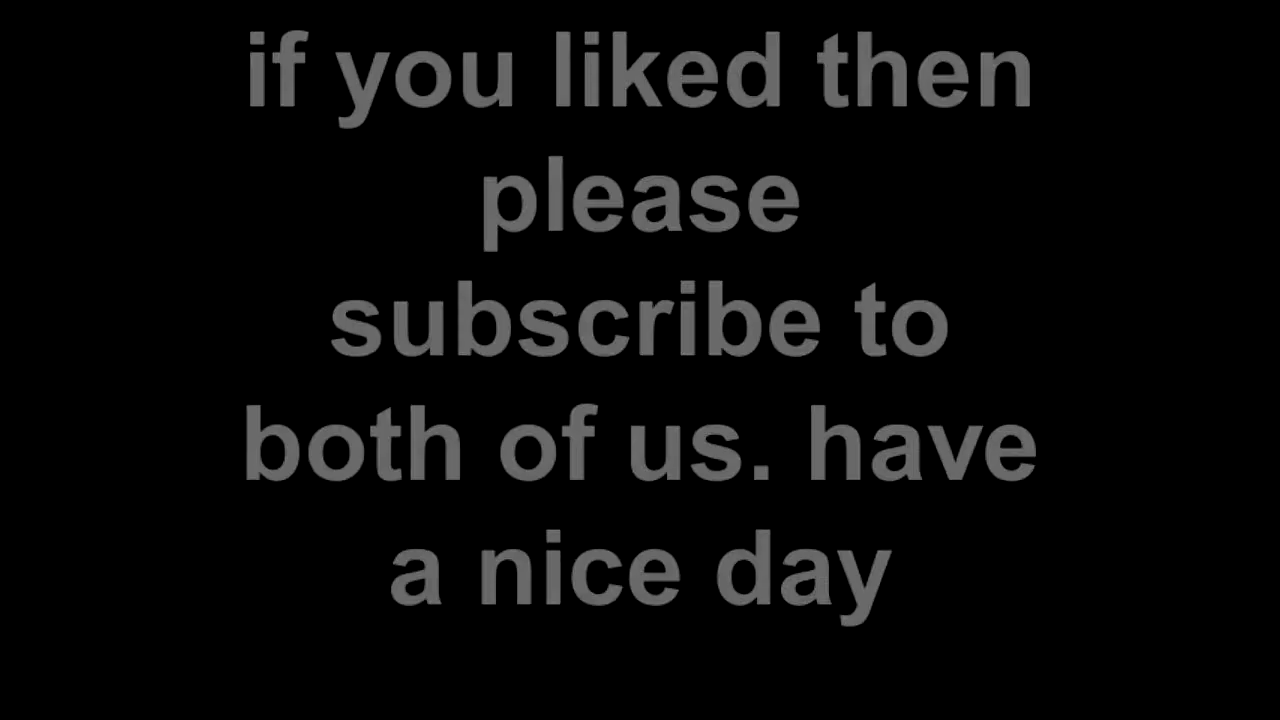 if you liked then
please
subscribe to
both of us. have
a nice day